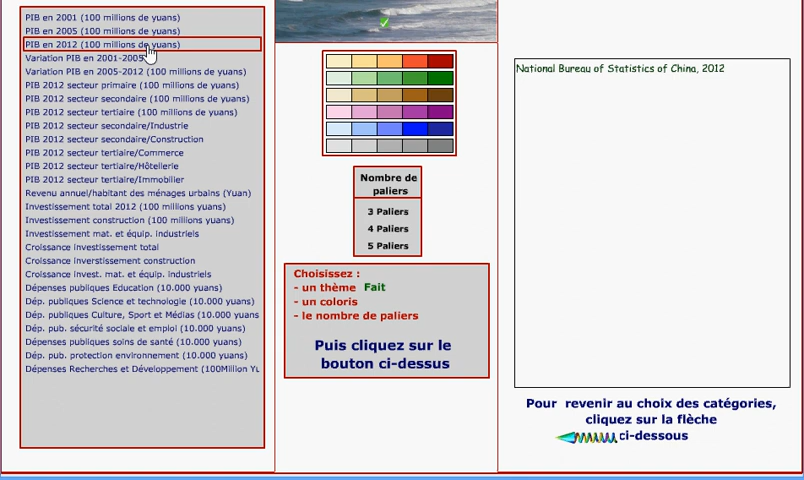 PIB en 2001 (100 millions de yuans)
PIB en 2005 (100 millions de yuans)
PIB en 2012 (100 millions de yuans)
Variation PIB en 2001-2005
Variation PIB en 2005-2012 (100 millions de yuans)
PIB 2012 secteur primaire (100 millions de yuans)
PIB 2012 secteur secondaire (100 millions de yuans)
PIB 2012 secteur tertiaire (100 millions de yuans)
PIB 2012 secteur secondaire/Industrie
PIB 2012 secteur secondaire/Construction
PIB 2012 secteur tertiaire/Commerce
PIB 2012 secteur tertiaire/Hôtellerie
PIB 2012 secteur tertiaire/Immobilier
Revenu annuel/habitant des ménages urbains (Yuan)
Investissement total 2012 (100 millions yuans)
Investissement construction (100 millions yuans)
Investissement mat. et équip. industriels
Croissance investissement total
Croissance inverstissement construction
Croissance invest. mat. et équip. industriels
Dépenses publiques Education (10.000 yuans)
Dép. publiques Science et technologie (10.000 yuans)
Dép. publiques Culture, Sport et Médias (10.000 yuans
Dép. pub. sécurité sociale et emploi (10.000 yuans)
Dépenses publiques soins de santé (10.000 yuans)
Dép. pub. protection environnement (10.000 yuans)
Dépenses Recherches et Développement (100Million Yu
Nombre de
paliers
3 Paliers
4 Paliers
5 Paliers
Choisissez :
- un thème Fait
- un coloris
- le nombre de paliers
Puis cliquez sur le
bouton ci-dessus
National Bureau of Statistics of China, 2012
Pour revenir au choix des catégories,
cliquez sur la flèche
ci-dessous